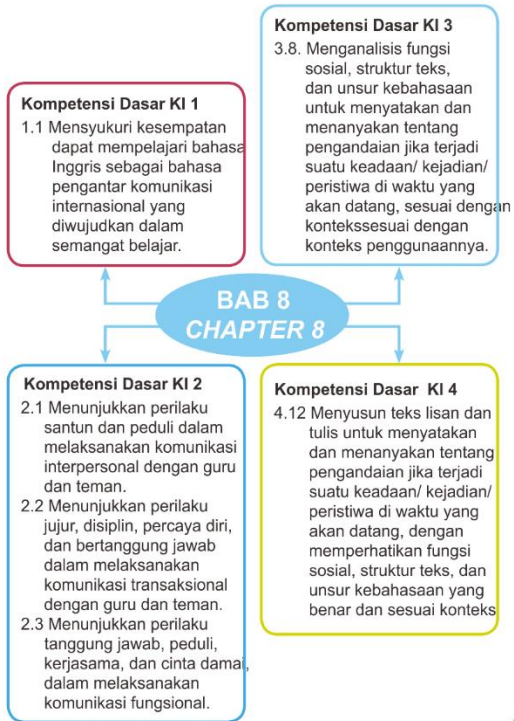 Kompetensi Dasar KI 1
1.1 Mensyukuri kesempatan
dapat mempelajari bahasa
Inggris sebagai bahasa
pengantar komunikasi
internasional yang
diwujudkan dalam
semangat belajar.
Kompetensi Dasar KI 3
3.8. Menganalisis fungsi
sosial, struktur teks,
dan unsur kebahasaan
untuk menyatakan dan
menanyakan tentang
pengandaian jika terjadi
suatu keadaan/ kejadian/
peristiwa di waktu yang
akan datang, sesuai dengan
kontekssesuai dengan
konteks penggunaannya.
BAB 8
CHAPTER 8
Kompetensi Dasar KI 2
2.1 Menunjukkan perilaku
santun dan peduli dalam
melaksanakan komunikasi
interpersonal dengan guru
dan teman.
2.2 Menunjukkan perilaku
jujur, disiplin, percaya diri,
dan bertanggung jawab
dalam melaksanakan
komunikasi transaksional
dengan guru dan teman.
2.3 Menunjukkan perilaku
tanggung jawab, peduli,
kerjasama, dan cinta damai,
dalam melaksanakan
komunikasi fungsional.
Kompetensi Dasar KI 4
4.12 Menyusun teks lisan dan
tulis untuk menyatakan
dan menanyakan tentang
pengandaian jika terjadi
suatu keadaan/ kejadian/
peristiwa di waktu yang
akan datang, dengan
memperhatikan fungsi
sosial, struktur teks, dan
unsur kebahasaan yang
benar dan sesuai konteks